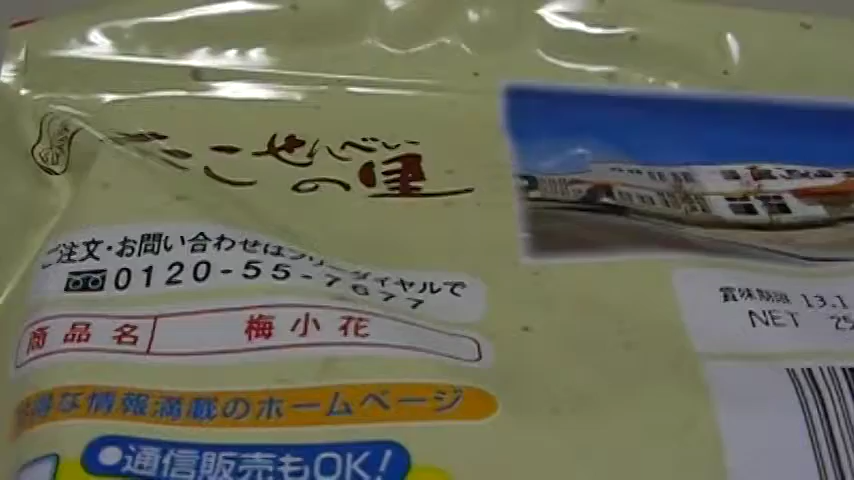 せんべいの里
ご注文・お問い合わせはフリーダイヤルで
0120-55-7677
商品名 梅小花
得な情報満載のホームページ
●通信販売もOK!
賞味期限 13.1
NET 25